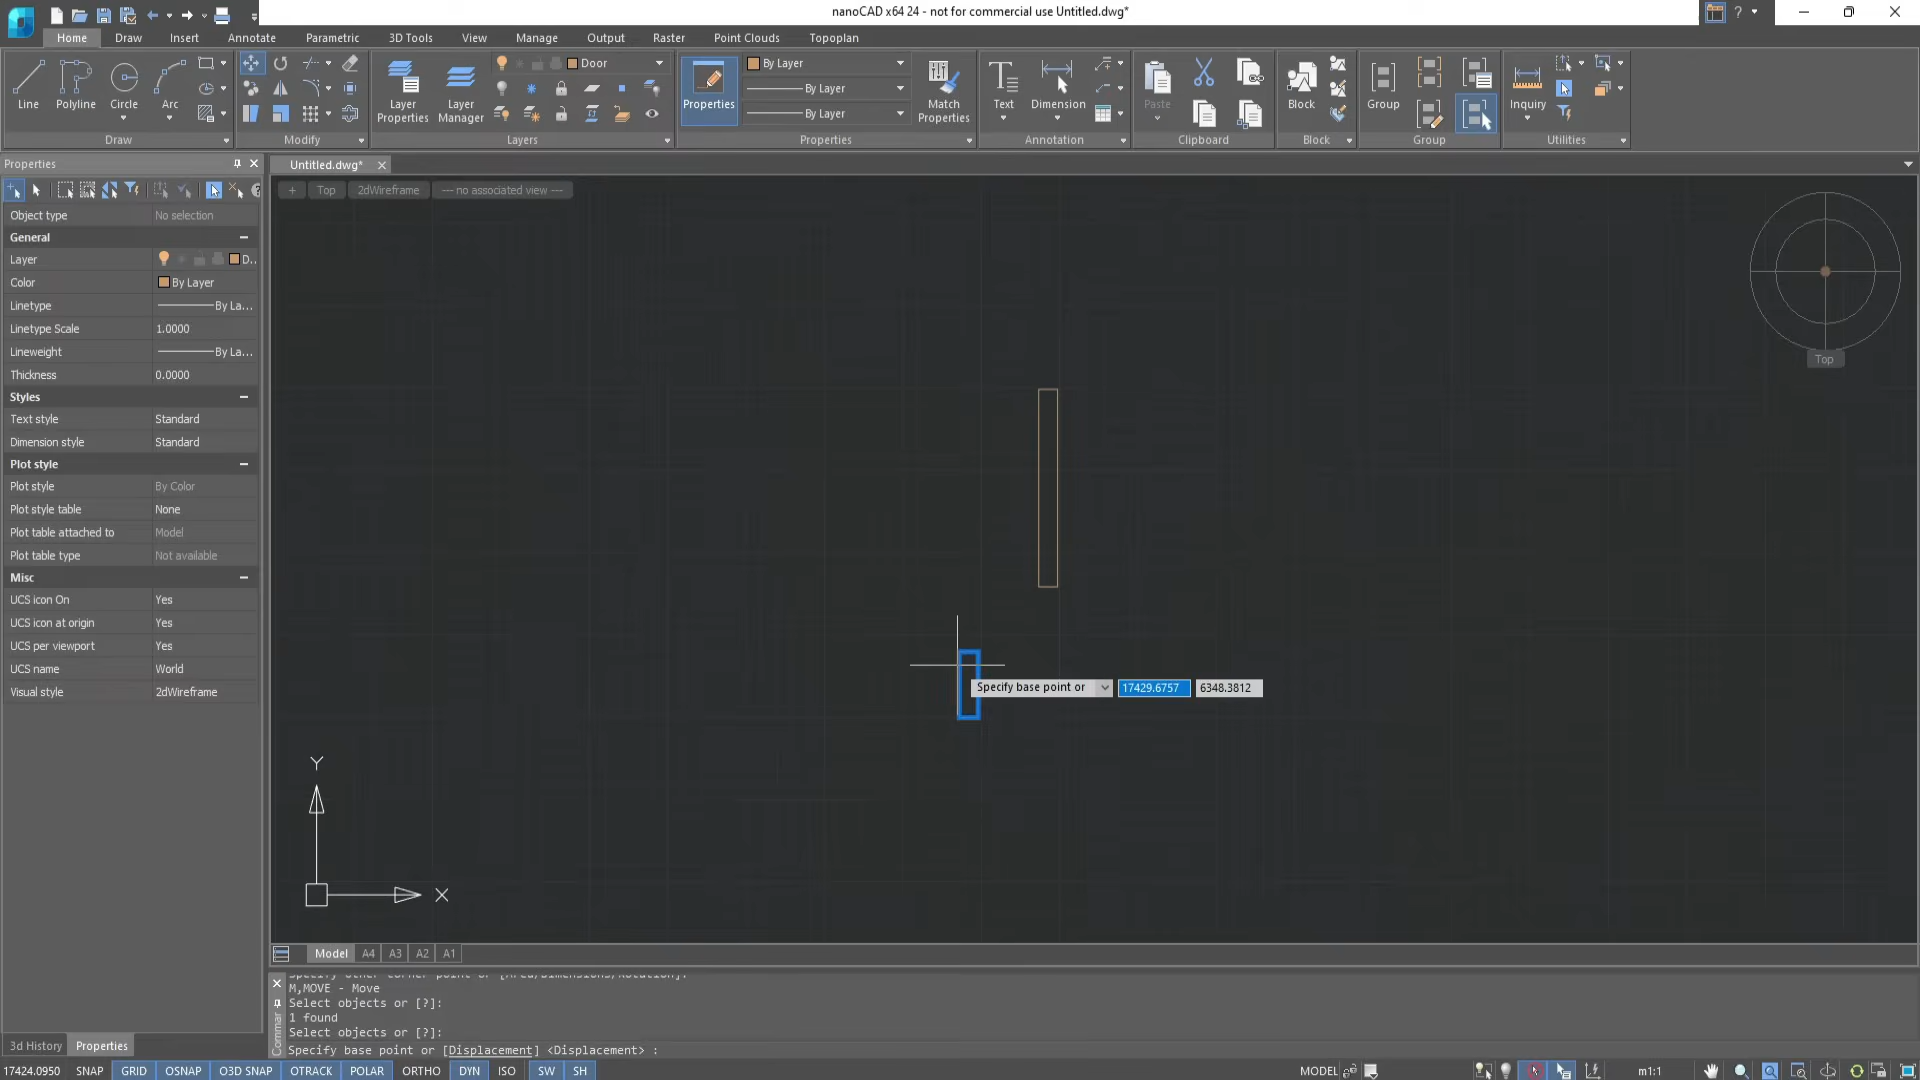 nanoCAD x64 24 - not for commercial use Untitled.dwg*
Home Draw Insert Annotate Parametric 3D Tools View Manage Output Raster Point Clouds Topoplan
Line Polyline Circle Arc
Draw
Modify
Layer Properties
Layer Manager
Door
Layers
Properties
By Layer
By Layer
By Layer
Match Properties
Properties
Text Dimension
Annotation
Paste
Clipboard
Block
Block
Group
Group
Inquiry
Utilities
Properties
Untitled.dwg*
+ Top 2dWireframe --- no associated view ---
Object type No selection
General
Layer D..
Color By Layer
Linetype By La...
Linetype Scale 1.0000
Lineweight By La...
Thickness 0.0000
Styles
Text style Standard
Dimension style Standard
Plot style
Plot style By Color
Plot style table None
Plot table attached to Model
Plot table type Not available
Misc
UCS icon On Yes
UCS icon at origin Yes
UCS per viewport Yes
UCS name World
Visual style 2dWireframe
Top
Specify base point or 17429.6757 6348.3812
Y
X
Model A4 A3 A2 A1
M,MOVE - Move
Select objects or [?]:
1 found
Select objects or [?]:
Specify base point or [Displacement] <Displacement> :
Commar
3d History Properties
17424.0950 SNAP GRID OSNAP O3D SNAP OTRACK POLAR ORTHO DYN ISO SW SH MODEL m1:1